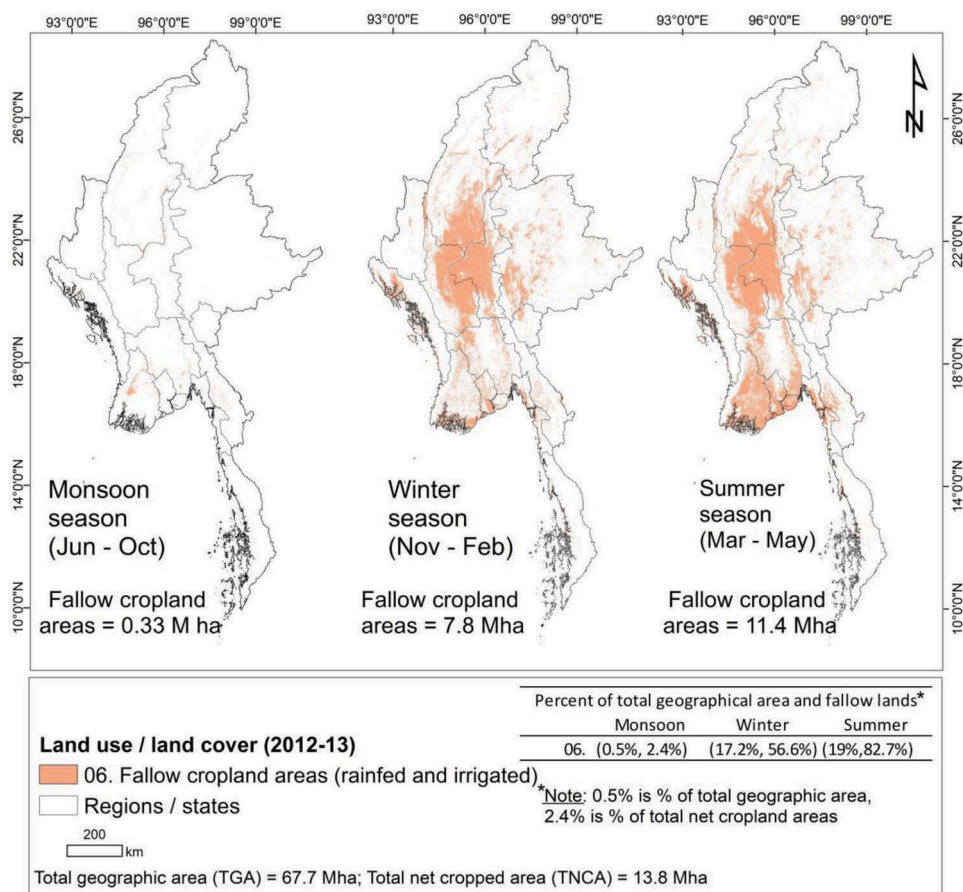 93°0'0"E 96°0'0"E 99°0'0"E 93°0'0"E 96°0'0"E 99°0'0"E 93°0'0"E 96°0'0"E 99°0'0"E
26°0'0"N
22°0'0"N
18°0'0"N
14°0'0"N
10°0'0"N
N
26°0'0"N
22°0'0"N
18°0'0"N
14°0'0"N
10°0'0"N
Monsoon
season
(Jun - Oct)
Fallow cropland
areas = 0.33 M ha
Winter
season
(Nov - Feb)
Fallow cropland
areas = 7.8 Mha
Summer
season
(Mar - May)
Fallow cropland
areas = 11.4 Mha
Land use / land cover (2012-13)
06. Fallow cropland areas (rainfed and irrigated)
Regions / states
200
km
Percent of total geographical area and fallow lands*
Monsoon Winter Summer
06. (0.5%, 2.4%) (17.2%, 56.6%) (19%,82.7%)
*Note: 0.5% is % of total geographic area,
2.4% is % of total net cropland areas
Total geographic area (TGA) = 67.7 Mha; Total net cropped area (TNCA) = 13.8 Mha